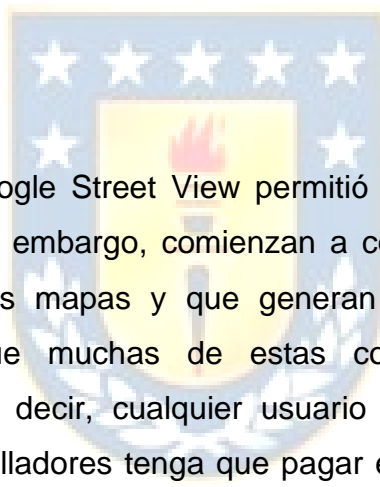 ogle Street View permitió
embargo, comienzan a c
s mapas y que generan
ue muchas de estas co
decir, cualquier usuario
lladores tenga que pagar e